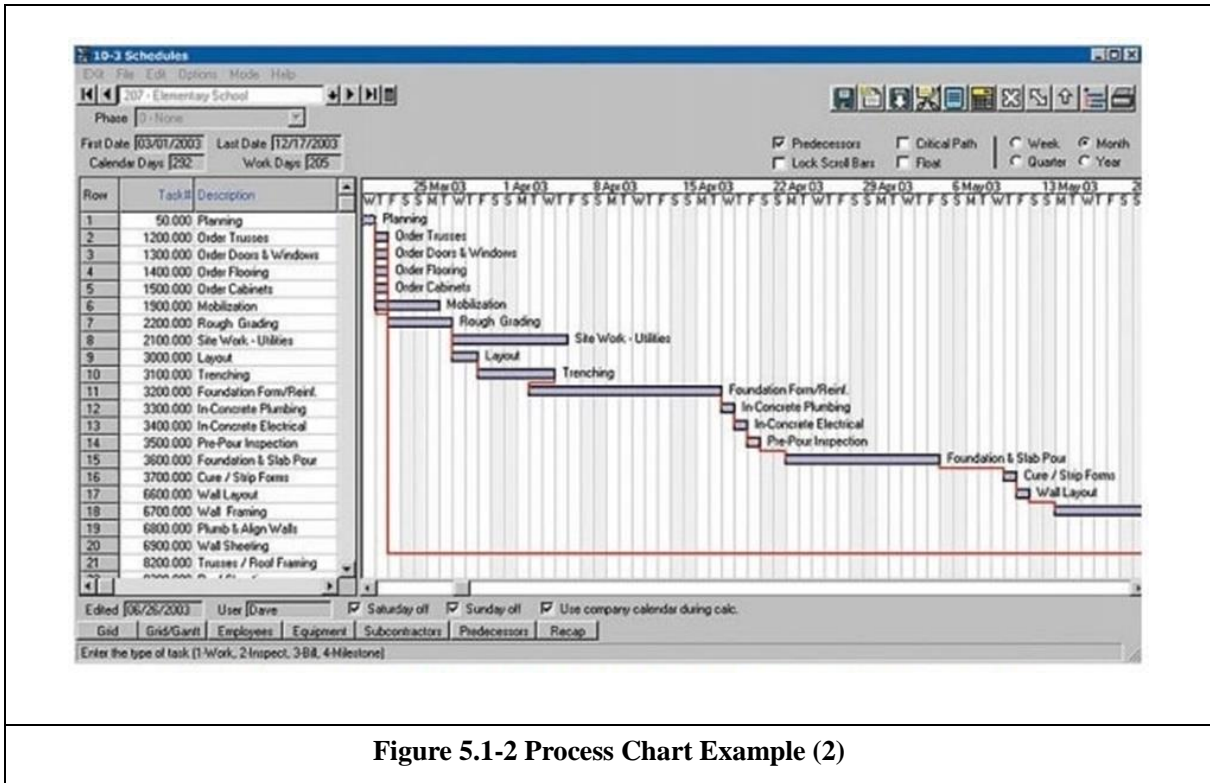 10-3 Schedules
EXit File Edit Options Mode Help
207 - Elementary School
Phase 0 - None
First Date 03/01/2003 Last Date 12/17/2003
Calendar Days 292 Work Days 205
Predecessors Critical Path Week Month
Lock Scroll Bars Float Quarter Year
Row Task# Description
25 Mar 03 1 Apr 03 8 Apr 03 15 Apr 03 22 Apr 03 29 Apr 03 6 May 03 13 May 03 20
W T F S S M T W T F S S M T W T F S S M T W T F S S M T W T F S S M T W T F S S M T W T F S S M T W T F S S M T W T F S S
1 50.000 Planning
2 1200.000 Order Trusses
3 1300.000 Order Doors & Windows
4 1400.000 Order Flooring
5 1500.000 Order Cabinets
6 1900.000 Mobilization
7 2200.000 Rough Grading
8 2100.000 Site Work - Utilities
9 3000.000 Layout
10 3100.000 Trenching
11 3200.000 Foundation Form/Reinf.
12 3300.000 In-Concrete Plumbing
13 3400.000 In-Concrete Electrical
14 3500.000 Pre-Pour Inspection
15 3600.000 Foundation & Slab Pour
16 3700.000 Cure / Strip Forms
17 6600.000 Wall Layout
18 6700.000 Wall Framing
19 6800.000 Plumb & Align Walls
20 6900.000 Wall Sheeting
21 8200.000 Trusses / Roof Framing
Planning
Order Trusses
Order Doors & Windows
Order Flooring
Order Cabinets
Mobilization
Rough Grading
Site Work - Utilities
Layout
Trenching
Foundation Form/Reinf.
In-Concrete Plumbing
In-Concrete Electrical
Pre-Pour Inspection
Foundation & Slab Pour
Cure / Strip Forms
Wall Layout
Edited 06/26/2003 User Dave Saturday off Sunday off Use company calendar during calc.
Grid Grid/Gantt Employees Equipment Subcontractors Predecessors Recap
Enter the type of task (1-Work, 2-Inspect, 3-Bill, 4-Milestone)
Figure 5.1-2 Process Chart Example (2)